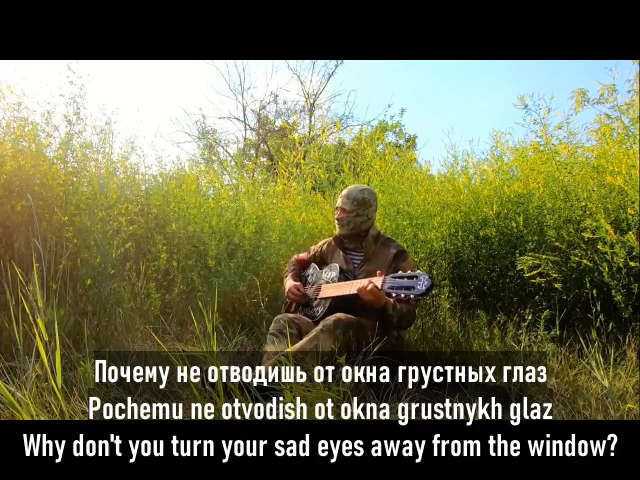 Почему не отводишь от окна грустных глаз
Pochemu ne otvodish ot okna grustnykh glaz
Why don't you turn your sad eyes away from the window?